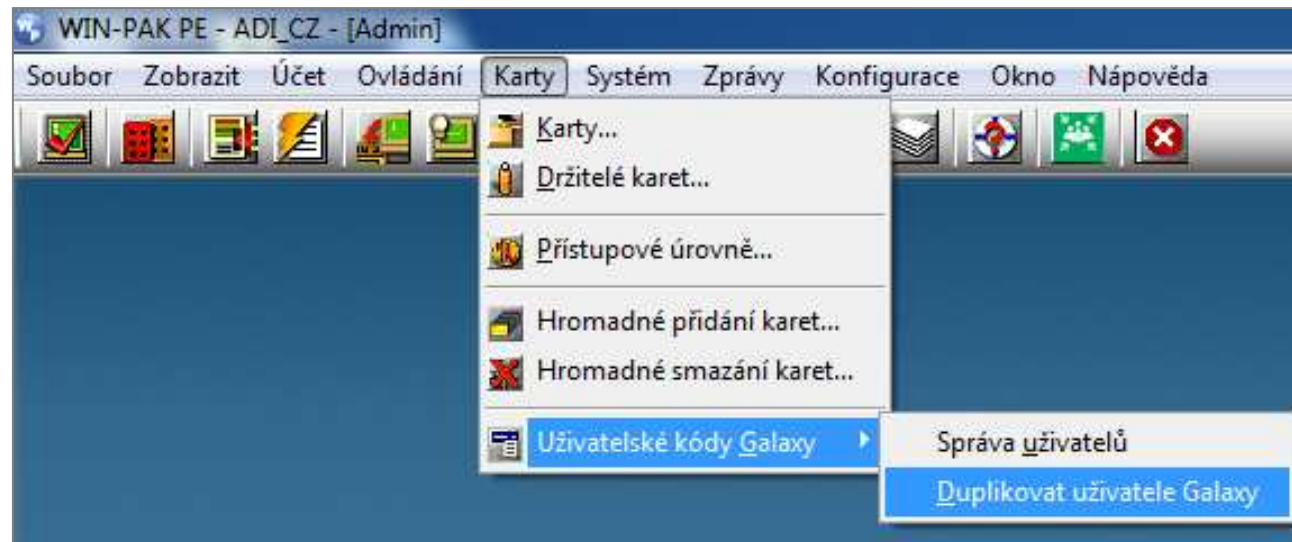 WIN-PAK PE - ADI_CZ - [Admin]
Soubor Zobrazit Účet Ovládání Karty Systém Zprávy Konfigurace Okno Nápověda
Karty...
Držitelé karet...
Přístupové úrovně...
Hromadné přidání karet...
Hromadné smazání karet...
Uživatelské kódy Galaxy
Správa uživatelů
Duplikovat uživatele Galaxy